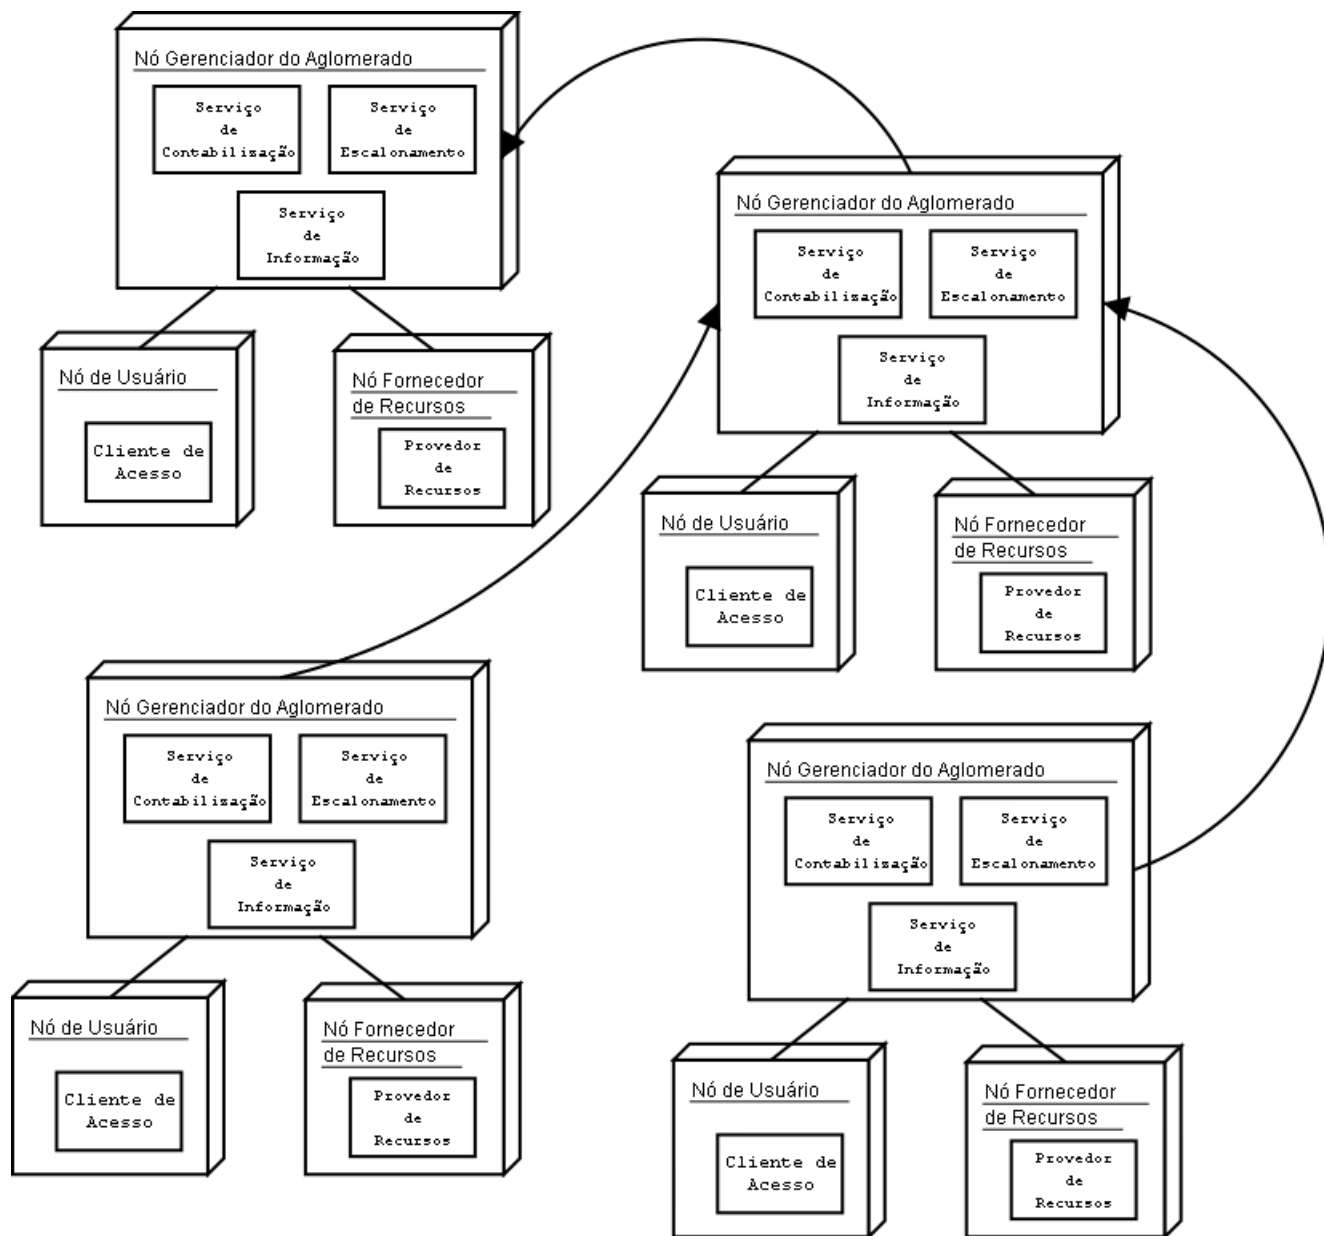 Nó Gerenciador do Aglomerado
Serviço
de
Contabilização
Serviço
de
Escalonamento
Serviço
de
Informação
Nó de Usuário
Cliente de
Acesso
Nó Fornecedor
de Recursos
Provedor
de
Recursos
Nó Gerenciador do Aglomerado
Serviço
de
Contabilização
Serviço
de
Escalonamento
Serviço
de
Informação
Nó de Usuário
Cliente de
Acesso
Nó Fornecedor
de Recursos
Provedor
de
Recursos
Nó Gerenciador do Aglomerado
Serviço
de
Contabilização
Serviço
de
Escalonamento
Serviço
de
Informação
Nó de Usuário
Cliente de
Acesso
Nó Fornecedor
de Recursos
Provedor
de
Recursos
Nó Gerenciador do Aglomerado
Serviço
de
Contabilização
Serviço
de
Escalonamento
Serviço
de
Informação
Nó de Usuário
Cliente de
Acesso
Nó Fornecedor
de Recursos
Provedor
de
Recursos